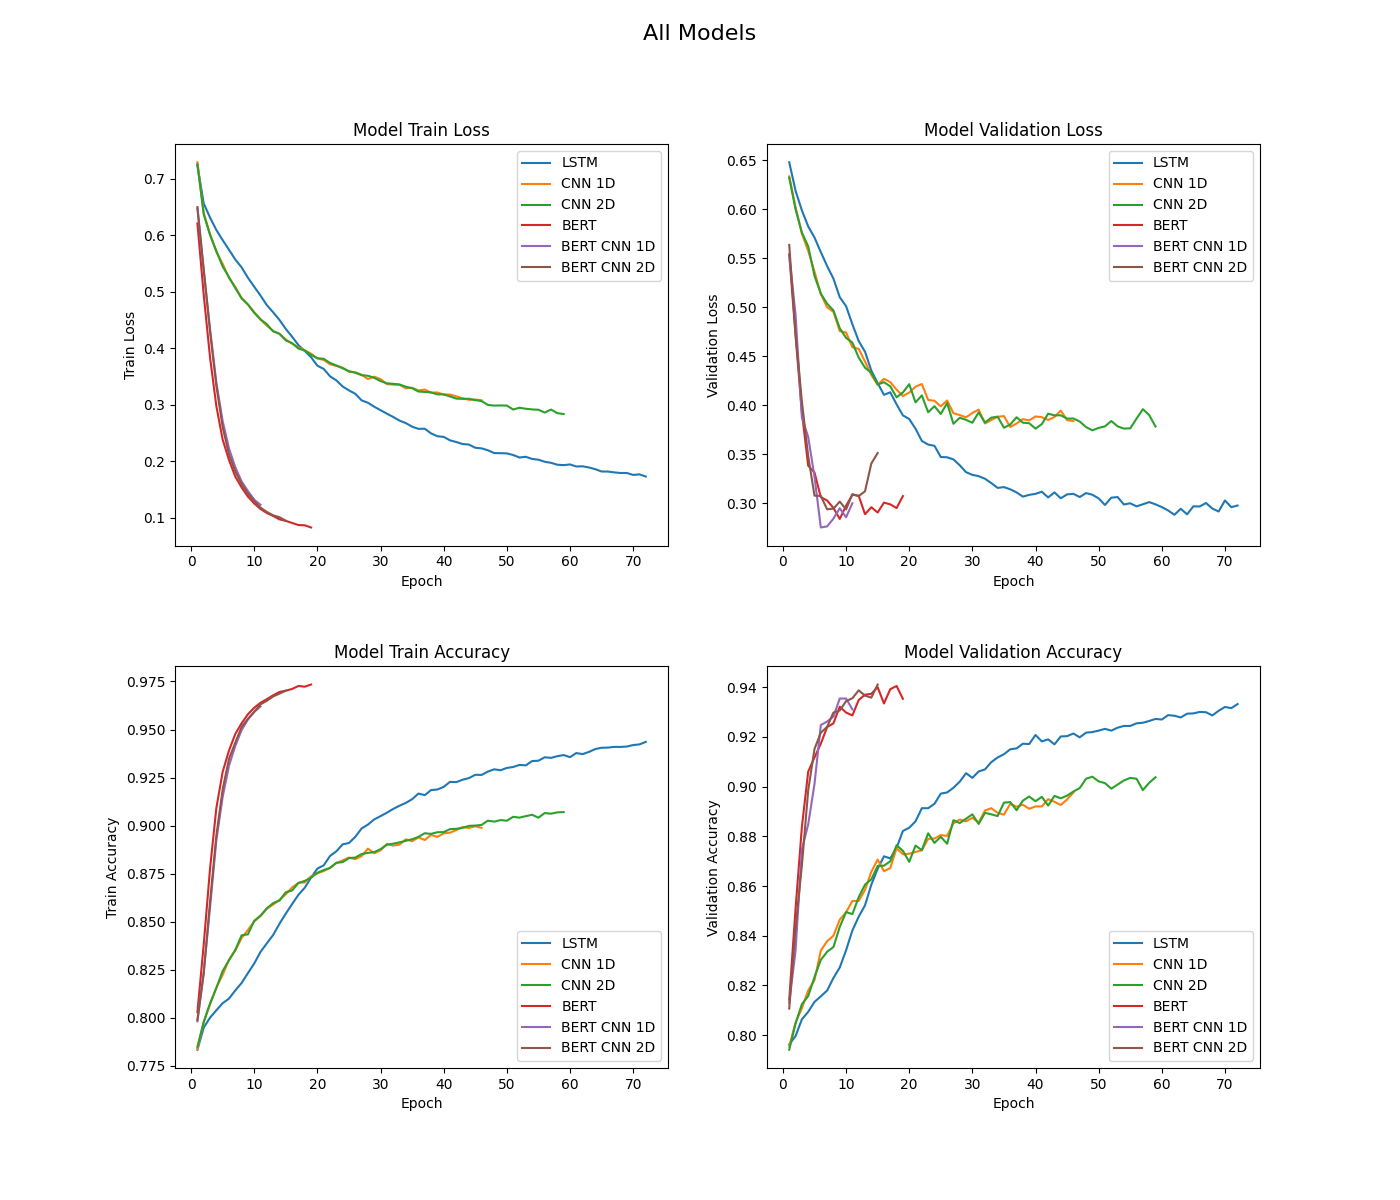 All Models
Model Train Loss
0.7
0.6
0.5
0.4
0.3
0.2
0.1
Train Loss
LSTM
CNN 1D
CNN 2D
BERT
BERT CNN 1D
BERT CNN 2D
0 10 20 30 40 50 60 70
Epoch
Model Validation Loss
0.65
0.60
0.55
0.50
0.45
0.40
0.35
0.30
Validation Loss
LSTM
CNN 1D
CNN 2D
BERT
BERT CNN 1D
BERT CNN 2D
0 10 20 30 40 50 60 70
Epoch
Model Train Accuracy
0.975
0.950
0.925
0.900
0.875
0.850
0.825
0.800
0.775
Train Accuracy
LSTM
CNN 1D
CNN 2D
BERT
BERT CNN 1D
BERT CNN 2D
0 10 20 30 40 50 60 70
Epoch
Model Validation Accuracy
0.94
0.92
0.90
0.88
0.86
0.84
0.82
0.80
Validation Accuracy
LSTM
CNN 1D
CNN 2D
BERT
BERT CNN 1D
BERT CNN 2D
0 10 20 30 40 50 60 70
Epoch